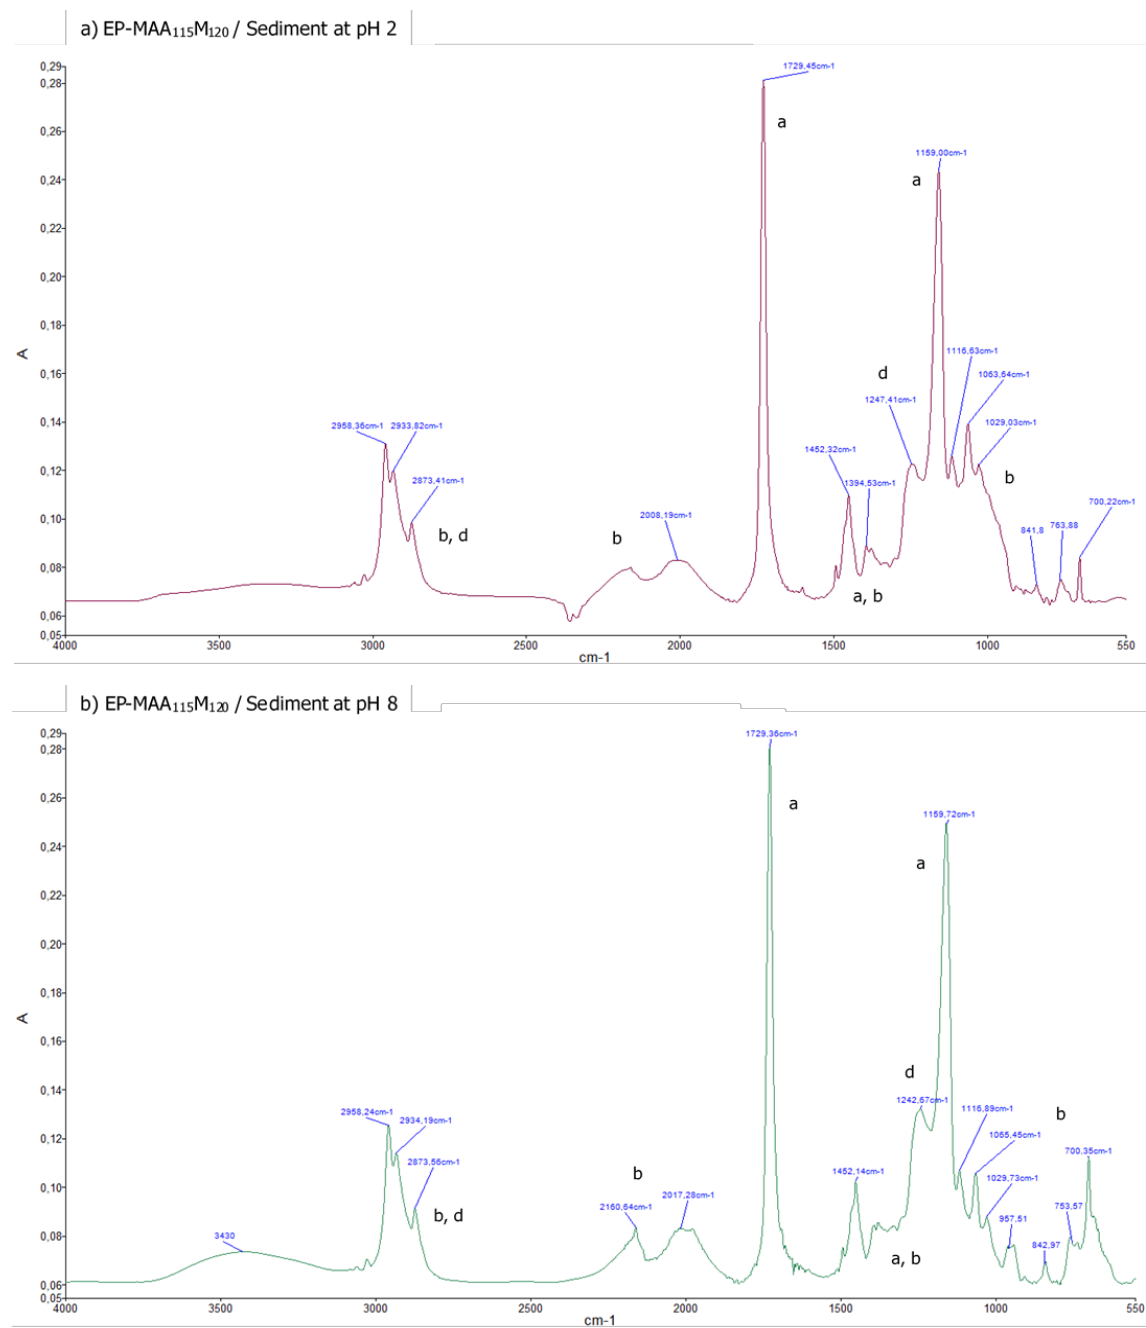 a) EP-MAA₁₁₅M₁₂₀ / Sediment at pH 2
0,29
0,28
0,26
0,24
0,22
0,20
0,18
0,16
0,14
0,12
0,10
0,08
0,06
0,05
A
4000
3500
3000
2500
2000
1500
1000
550
cm-1
2958,36cm-1
2933,82cm-1
2873,41cm-1
b, d
b
2008,19cm-1
1729,45cm-1
a
1452,32cm-1
1394,53cm-1
a, b
d
1247,41cm-1
a
1159,00cm-1
1116,63cm-1
1063,64cm-1
1029,03cm-1
b
841,8
763,88
700,22cm-1
b) EP-MAA₁₁₅M₁₂₀ / Sediment at pH 8
0,29
0,28
0,26
0,24
0,22
0,20
0,18
0,16
0,14
0,12
0,10
0,08
0,06
0,05
A
4000
3500
3000
2500
2000
1500
1000
550
cm-1
3430
2958,24cm-1
2934,19cm-1
2873,56cm-1
b, d
b
2160,64cm-1
2017,28cm-1
1729,36cm-1
a
1452,14cm-1
a, b
d
1242,67cm-1
a
1159,72cm-1
1116,89cm-1
1065,45cm-1
1029,73cm-1
957,51
842,97
753,57
b
700,35cm-1